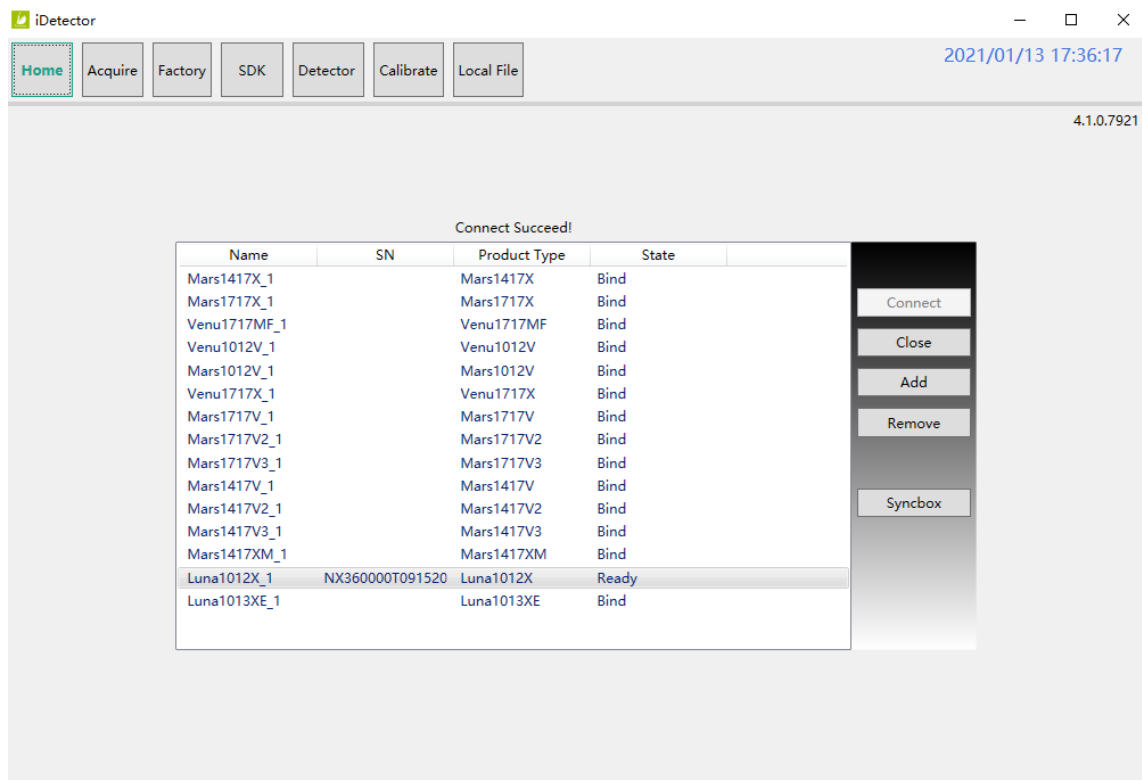 iDetector
Home Acquire Factory SDK Detector Calibrate Local File 2021/01/13 17:36:17
4.1.0.7921
Connect Succeed!
Name SN Product Type State
Mars1417X_1 Mars1417X Bind
Mars1717X_1 Mars1717X Bind
Connect
Venu1717MF_1 Venu1717MF Bind
Venu1012V_1 Venu1012V Bind
Close
Mars1012V_1 Mars1012V Bind
Add
Venu1717X_1 Venu1717X Bind
Mars1717V_1 Mars1717V Bind
Remove
Mars1717V2_1 Mars1717V2 Bind
Mars1717V3_1 Mars1717V3 Bind
Mars1417V_1 Mars1417V Bind
Mars1417V2_1 Mars1417V2 Bind
Syncbox
Mars1417V3_1 Mars1417V3 Bind
Mars1417XM_1 Mars1417XM Bind
Luna1012X_1 NX360000T091520 Luna1012X Ready
Luna1013XE_1 Luna1013XE Bind